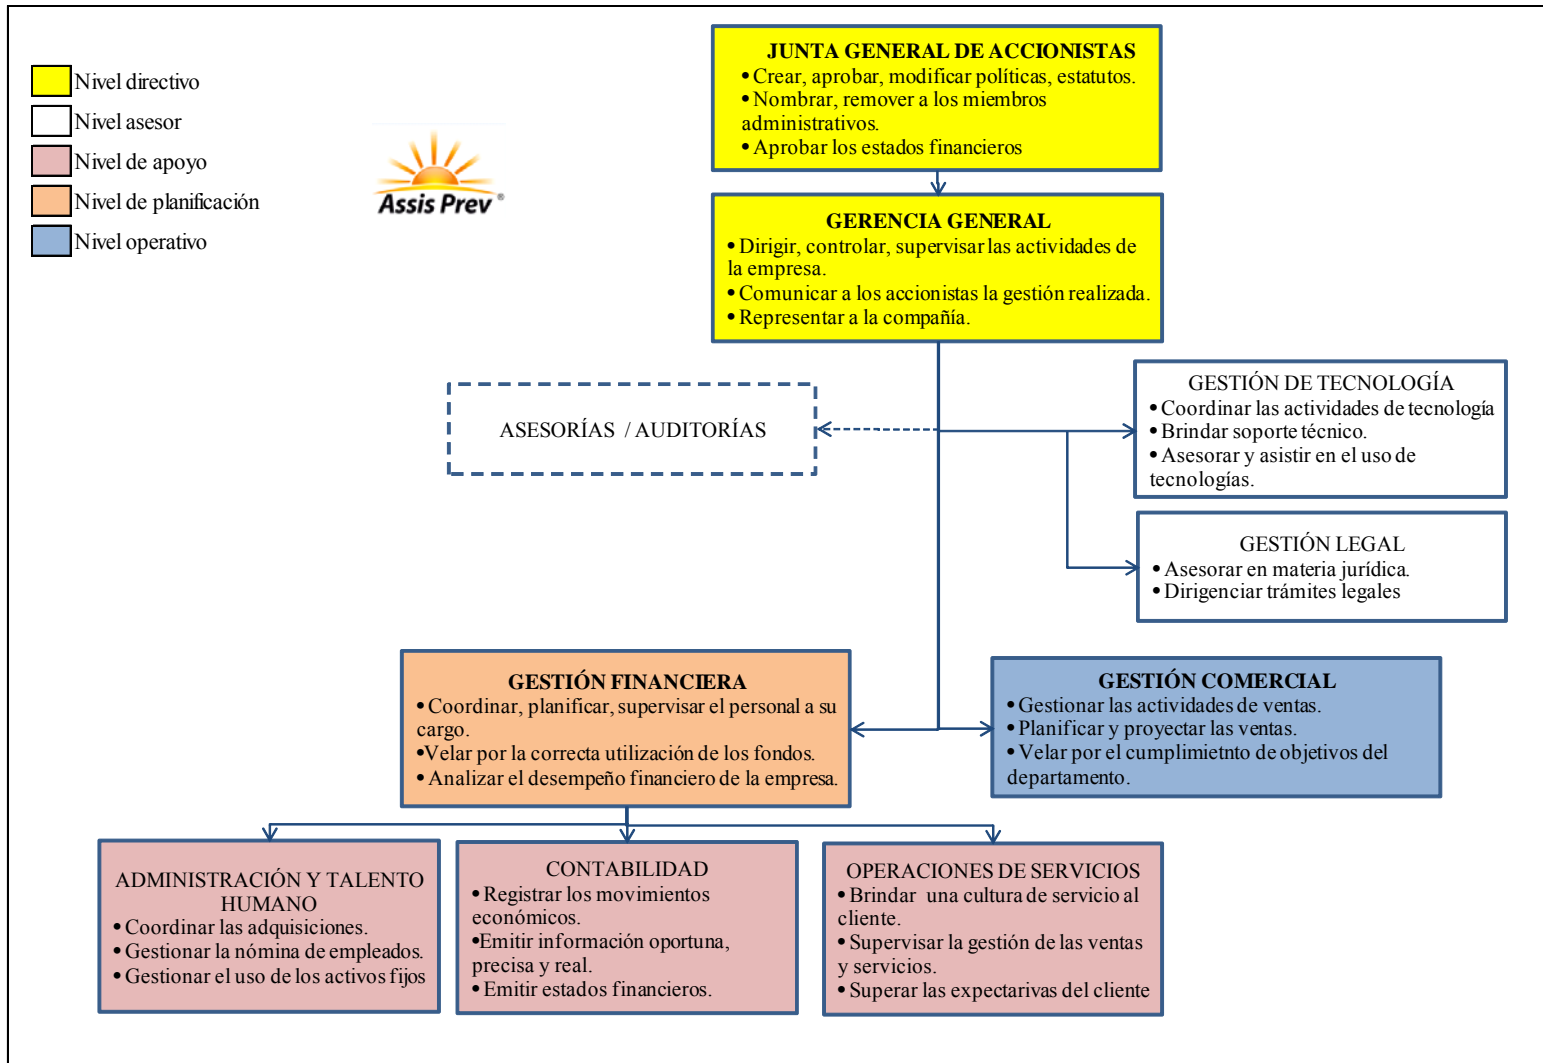 Nivel directivo
Nivel asesor
Nivel de apoyo
Nivel de planificación
Nivel operativo
Assis Prev ®
JUNTA GENERAL DE ACCIONISTAS
• Crear, aprobar, modificar políticas, estatutos.
• Nombrar, remover a los miembros
administrativos.
• Aprobar los estados financieros
GERENCIA GENERAL
• Dirigir, controlar, supervisar las actividades de
la empresa.
• Comunicar a los accionistas la gestión realizada.
• Representar a la compañía.
ASESORÍAS / AUDITORÍAS
GESTIÓN DE TECNOLOGÍA
• Coordinar las actividades de tecnología
• Brindar soporte técnico.
• Asesorar y asistir en el uso de
tecnologías.
GESTIÓN LEGAL
• Asesorar en materia jurídica.
• Dirigenciar trámites legales
GESTIÓN FINANCIERA
• Coordinar, planificar, supervisar el personal a su
cargo.
•Velar por la correcta utilización de los fondos.
• Analizar el desempeño financiero de la empresa.
GESTIÓN COMERCIAL
• Gestionar las actividades de ventas.
• Planificar y proyectar las ventas.
• Velar por el cumplimietnto de objetivos del
departamento.
ADMINISTRACIÓN Y TALENTO
HUMANO
• Coordinar las adquisiciones.
• Gestionar la nómina de empleados.
• Gestionar el uso de los activos fijos
CONTABILIDAD
• Registrar los movimientos
económicos.
•Emitir información oportuna,
precisa y real.
• Emitir estados financieros.
OPERACIONES DE SERVICIOS
• Brindar una cultura de servicio al
cliente.
• Supervisar la gestión de las ventas
y servicios.
• Superar las expectarivas del cliente